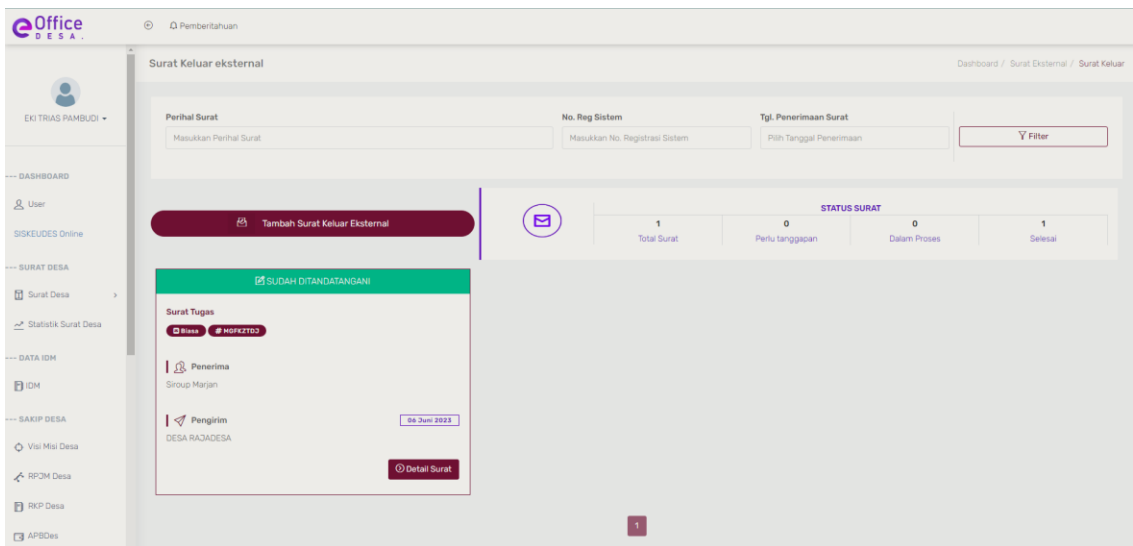 eOffice
DESA.
Pemberitahuan
EKI TRIAS PAMBUDI
--- DASHBOARD
User
SISKEUDES Online
--- SURAT DESA
Surat Desa
Statistik Surat Desa
--- DATA IDM
IDM
--- SAKIP DESA
Visi Misi Desa
RPJM Desa
RKP Desa
APBDes
Surat Keluar eksternal
Dashboard / Surat Eksternal / Surat Keluar
Perihal Surat
Masukkan Perihal Surat
No. Reg Sistem
Masukkan No. Registrasi Sistem
Tgl. Penerimaan Surat
Pilih Tanggal Penerimaan
Filter
Tambah Surat Keluar Eksternal
STATUS SURAT
1
Total Surat
0
Perlu tanggapan
0
Dalam Proses
1
Selesai
SUDAH DITANDATANGANI
Surat Tugas
Biasa
# MGFKZTDJ
Penerima
Siroup Marjan
Pengirim
06 Juni 2023
DESA RAJADESA
Detail Surat
1